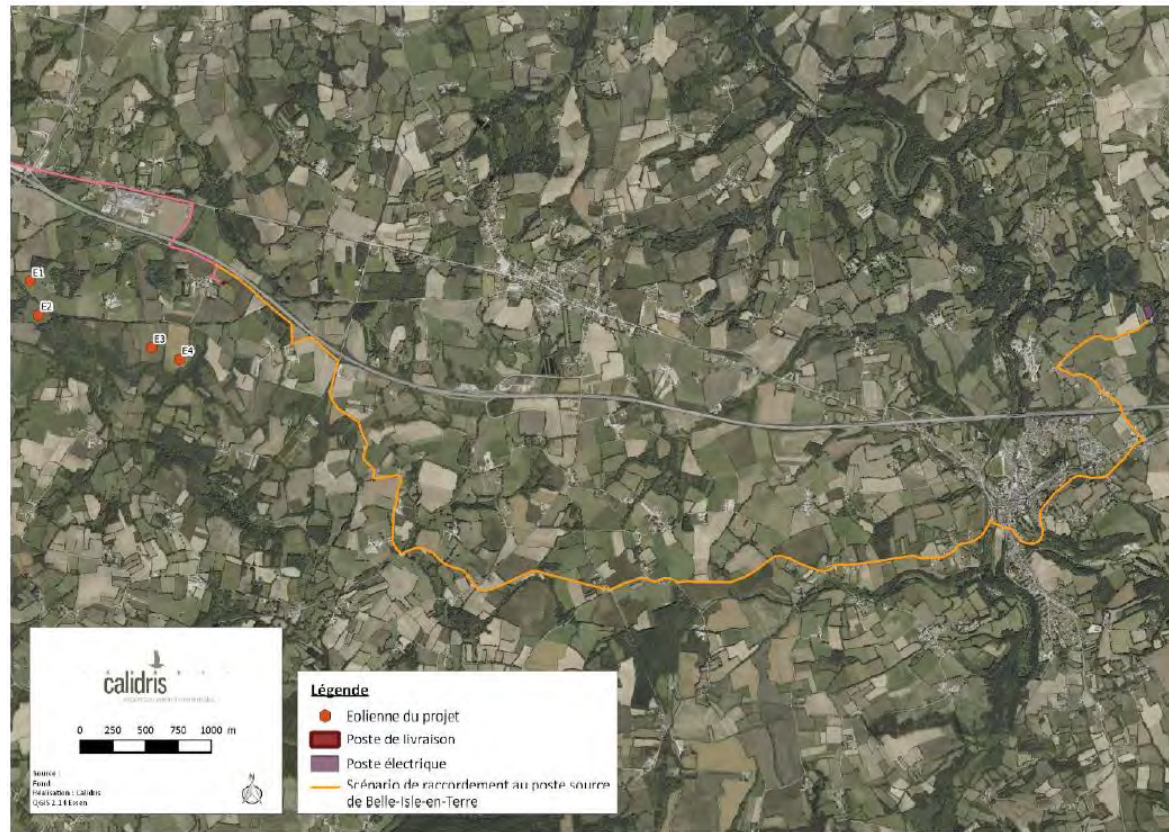 E1
E2
E3
E4
calidris
0 250 500 750 1000 m
Source :
Fond
Réalisation : Calidris
QGIS 2.14 Essen
N
Légende
Eolienne du projet
Poste de livraison
Poste électrique
Scénario de raccordement au poste source
de Belle-Isle-en-Terre